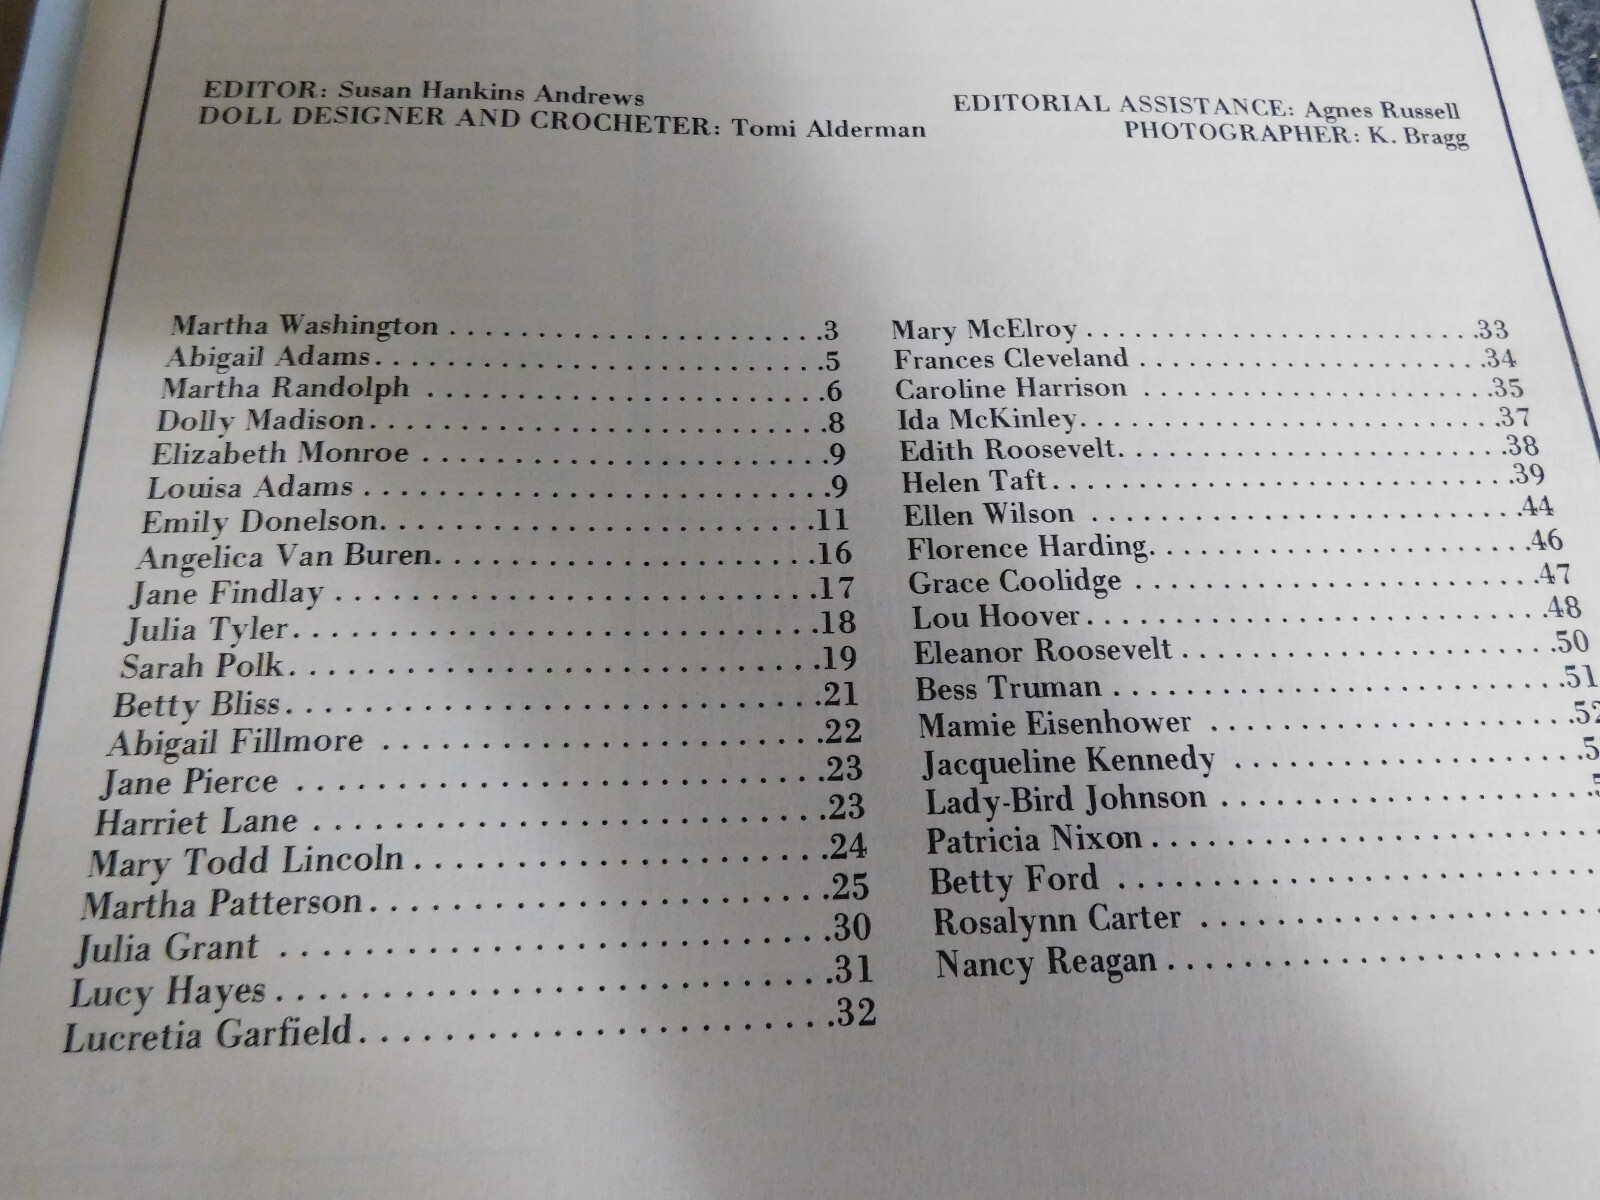 EDITOR: Susan Hankins Andrews
DOLL DESIGNER AND CROCHETER: Tomi Alderman
EDITORIAL ASSISTANCE: Agnes Russell
PHOTOGRAPHER: K. Bragg
Martha Washington . . . . . . . . . . . . . . . .3
Abigail Adams. . . . . . . . . . . . . . . . . . .5
Martha Randolph . . . . . . . . . . . . . . . . .6
Dolly Madison. . . . . . . . . . . . . . . . . . .8
Elizabeth Monroe . . . . . . . . . . . . . . . . .9
Louisa Adams . . . . . . . . . . . . . . . . . . .9
Emily Donelson. . . . . . . . . . . . . . . . . .11
Angelica Van Buren. . . . . . . . . . . . . . . .16
Jane Findlay . . . . . . . . . . . . . . . . . . .17
Julia Tyler. . . . . . . . . . . . . . . . . . . .18
Sarah Polk. . . . . . . . . . . . . . . . . . . .19
Betty Bliss. . . . . . . . . . . . . . . . . . . .21
Abigail Fillmore . . . . . . . . . . . . . . . . .22
Jane Pierce . . . . . . . . . . . . . . . . . . .23
Harriet Lane . . . . . . . . . . . . . . . . . . .23
Mary Todd Lincoln . . . . . . . . . . . . . . . .24
Martha Patterson. . . . . . . . . . . . . . . . .25
Julia Grant . . . . . . . . . . . . . . . . . . .30
Lucy Hayes . . . . . . . . . . . . . . . . . . . .31
Lucretia Garfield. . . . . . . . . . . . . . . . .32
Mary McElroy . . . . . . . . . . . . . . . . . .33
Frances Cleveland . . . . . . . . . . . . . . . .34
Caroline Harrison . . . . . . . . . . . . . . . .35
Ida McKinley. . . . . . . . . . . . . . . . . . .37
Edith Roosevelt. . . . . . . . . . . . . . . . . .38
Helen Taft. . . . . . . . . . . . . . . . . . . .39
Ellen Wilson . . . . . . . . . . . . . . . . . . .44
Florence Harding. . . . . . . . . . . . . . . . .46
Grace Coolidge . . . . . . . . . . . . . . . . .47
Lou Hoover. . . . . . . . . . . . . . . . . . . .48
Eleanor Roosevelt . . . . . . . . . . . . . . . .50
Bess Truman . . . . . . . . . . . . . . . . . . .51
Mamie Eisenhower . . . . . . . . . . . . . . . .52
Jacqueline Kennedy . . . . . . . . . . . . . . .
Lady-Bird Johnson . . . . . . . . . . . . . . . .
Patricia Nixon . . . . . . . . . . . . . . . . . .
Betty Ford . . . . . . . . . . . . . . . . . . . .
Rosalynn Carter . . . . . . . . . . . . . . . . .
Nancy Reagan . . . . . . . . . . . . . . . . . .